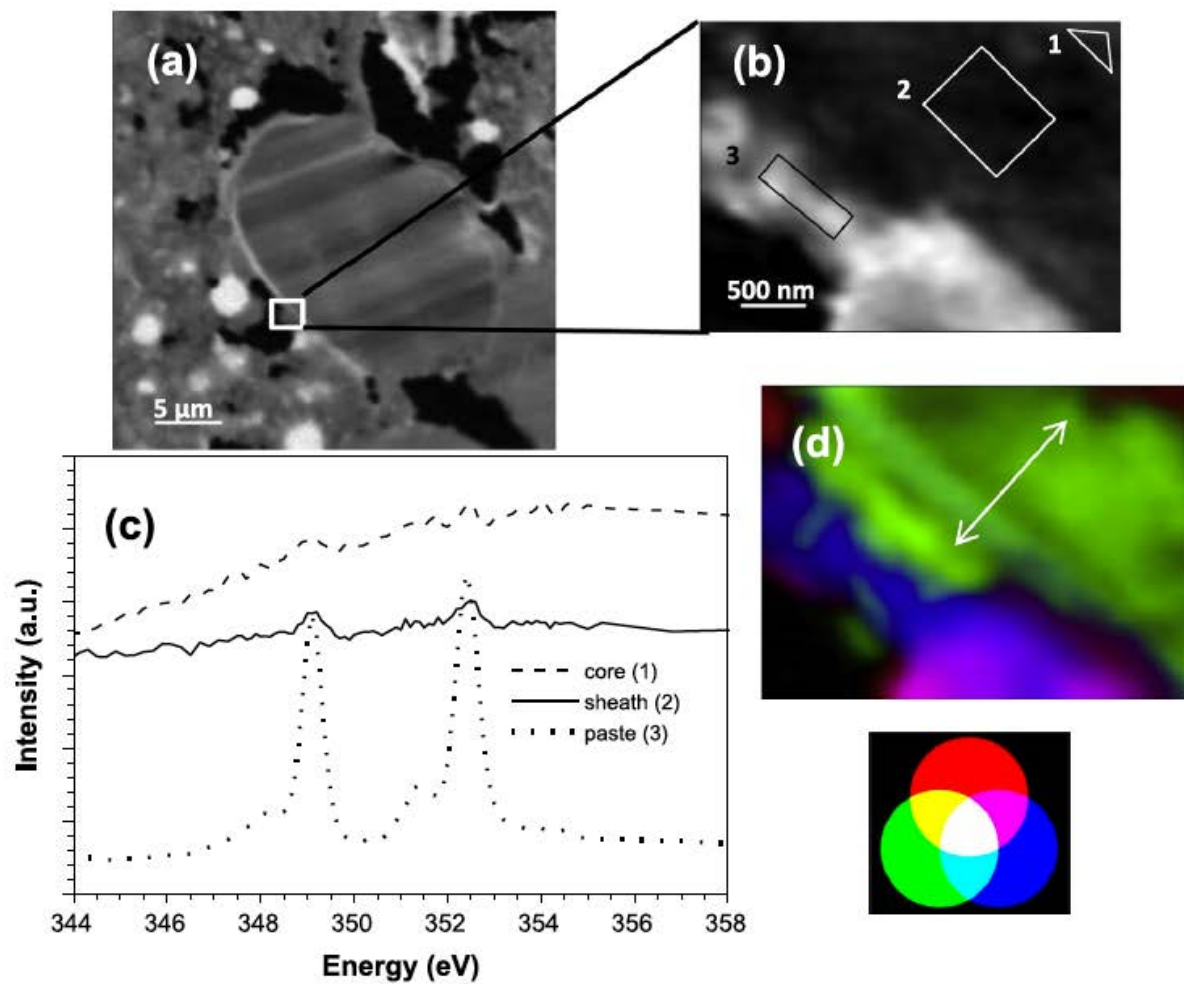 (a)
5 µm
(b)
1
2
3
500 nm
(c)
core (1)
sheath (2)
paste (3)
Intensity (a.u.)
344 346 348 350 352 354 356 358
Energy (eV)
(d)